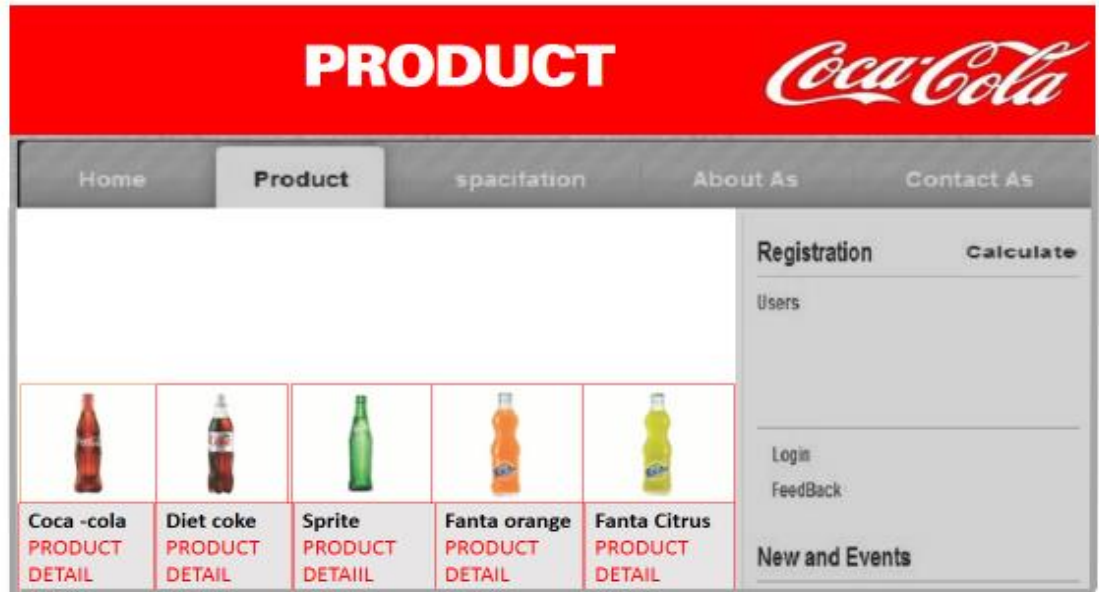 PRODUCT
Coca-Cola
Home
Product
spacifation
About As
Contact As
Registration
Calculate
Users
Login
FeedBack
New and Events
Coca -cola
PRODUCT
DETAIL
Diet coke
PRODUCT
DETAIL
Sprite
PRODUCT
DETAIIL
Fanta orange
PRODUCT
DETAIL
Fanta Citrus
PRODUCT
DETAIL